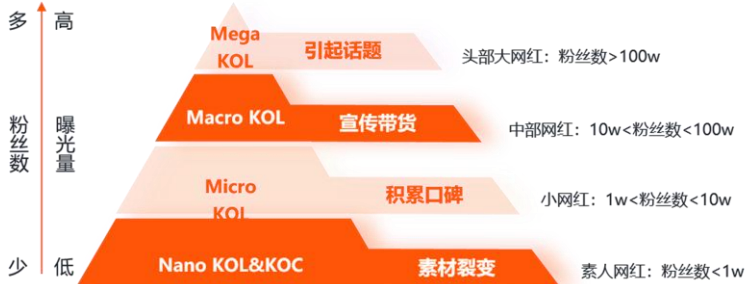 多 高
Mega
KOL
引起话题
头部大网红：粉丝数>100w
Macro KOL
宣传带货
中部网红：10w<粉丝数<100w
粉丝数
曝光量
Micro
KOL
积累口碑
小网红：1w<粉丝数<10w
少 低
Nano KOL&KOC
素材裂变
素人网红：粉丝数<1w